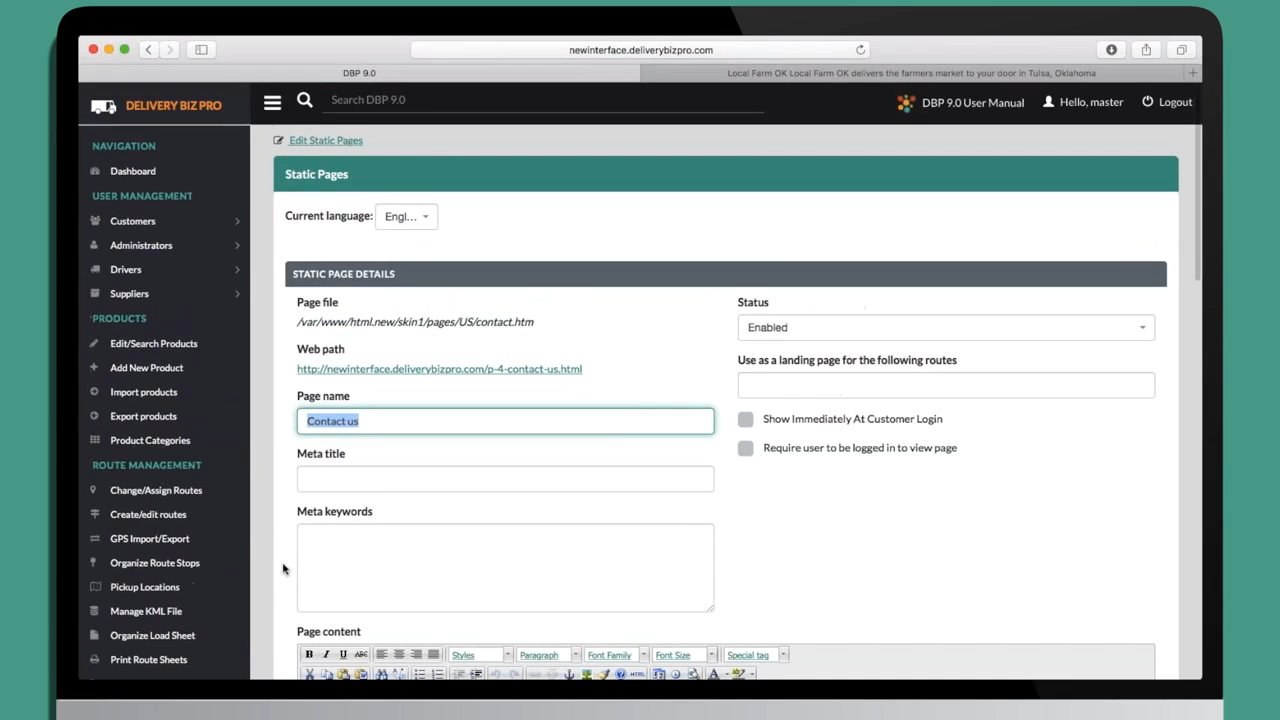 newinterface.deliverybizpro.com
DBP 9.0
Local Farm OK Local Farm OK delivers the farmers market to your door in Tulsa, Oklahoma
DELIVERY BIZ PRO
Search DBP 9.0
DBP 9.0 User Manual
Hello, master
Logout
NAVIGATION
Dashboard
USER MANAGEMENT
Customers
Administrators
Drivers
Suppliers
PRODUCTS
Edit/Search Products
Add New Product
Import products
Export products
Product Categories
ROUTE MANAGEMENT
Change/Assign Routes
Create/edit routes
GPS Import/Export
Organize Route Stops
Pickup Locations
Manage KML File
Organize Load Sheet
Print Route Sheets
Edit Static Pages
Static Pages
Current language: Engl...
STATIC PAGE DETAILS
Page file
/var/www/html.new/skin1/pages/US/contact.htm
Web path
http://newinterface.deliverybizpro.com/p-4-contact-us.html
Page name
Contact us
Meta title
Meta keywords
Status
Enabled
Use as a landing page for the following routes
Show Immediately At Customer Login
Require user to be logged in to view page
Page content
B I U ABC Styles Paragraph Font Family Font Size Special tag
HTML A